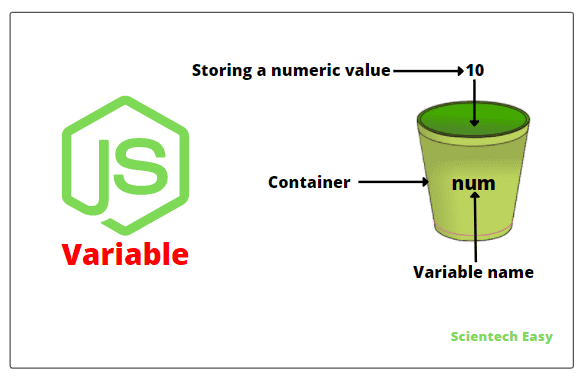 JS
Variable
Storing a numeric value
10
Container
num
Variable name
Scientech Easy